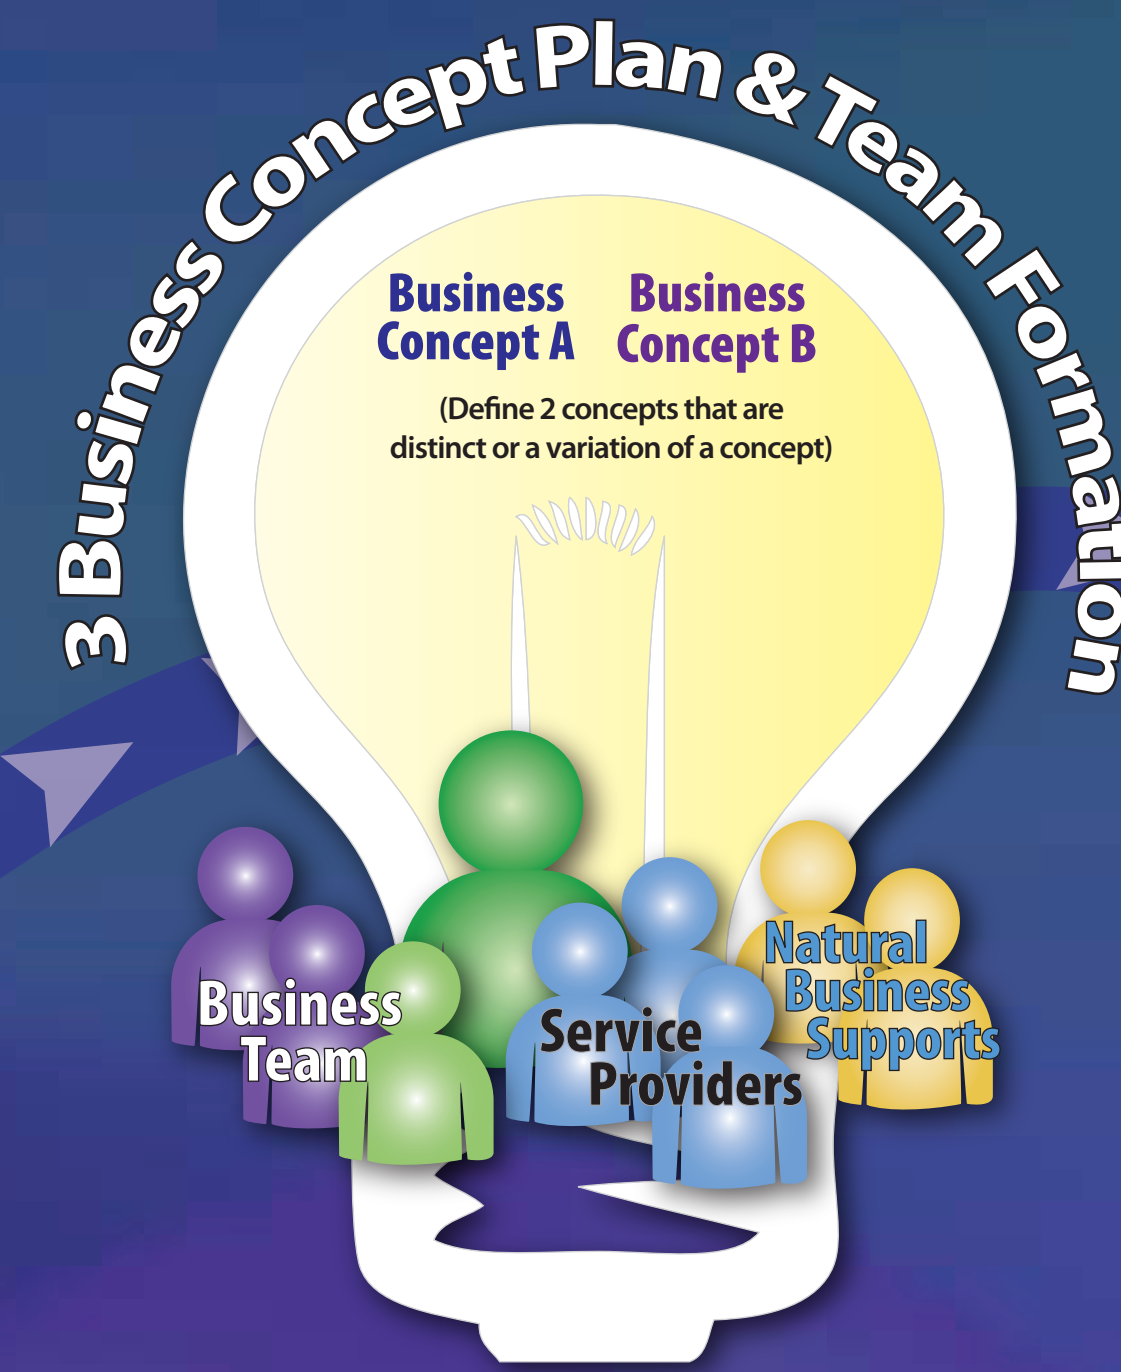 3 Business Concept Plan & Team Formation
Business
Concept A
Business
Concept B
(Define 2 concepts that are
distinct or a variation of a concept)
Business
Team
Service
Providers
Natural
Business
Supports